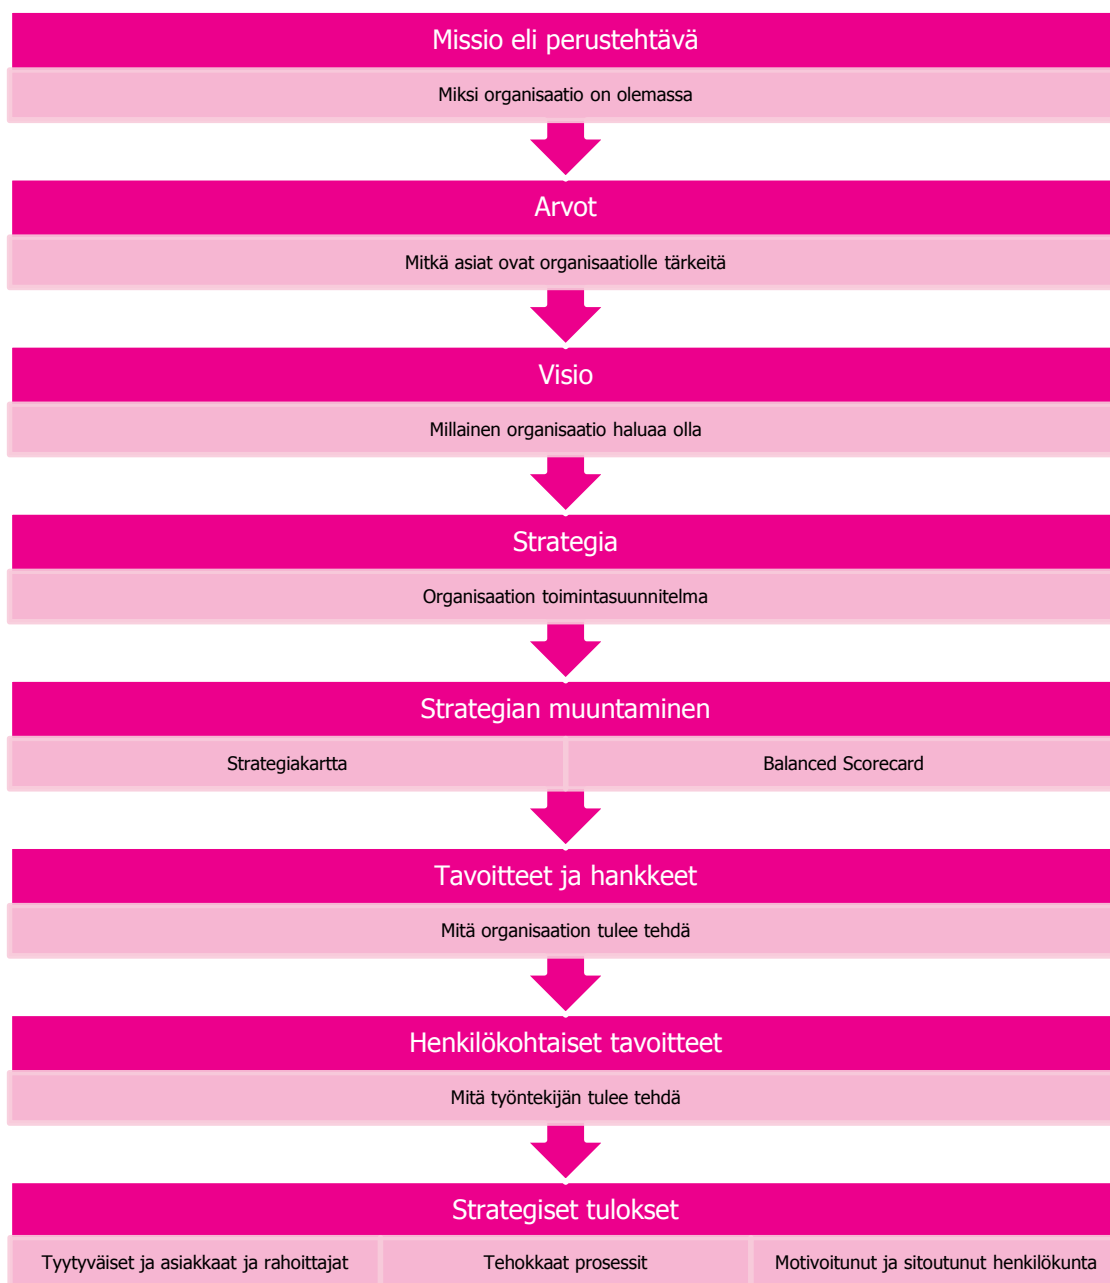 Missio eli perustehtävä
Miksi organisaatio on olemassa
Arvot
Mitkä asiat ovat organisaatiolle tärkeitä
Visio
Millainen organisaatio haluaa olla
Strategia
Organisaation toimintasuunnitelma
Strategian muuntaminen
Strategiakartta
Balanced Scorecard
Tavoitteet ja hankkeet
Mitä organisaation tulee tehdä
Henkilökohtaiset tavoitteet
Mitä työntekijän tulee tehdä
Strategiset tulokset
Tyytyväiset ja asiakkaat ja rahoittajat
Tehokkaat prosessit
Motivoitunut ja sitoutunut henkilökunta